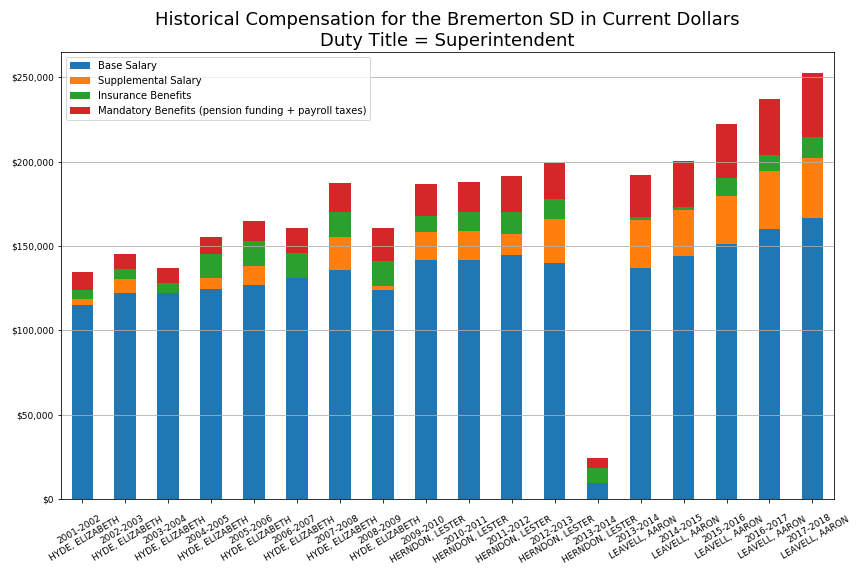 Historical Compensation for the Bremerton SD in Current Dollars
Duty Title = Superintendent
Base Salary
Supplemental Salary
Insurance Benefits
Mandatory Benefits (pension funding + payroll taxes)
$250,000
$200,000
$150,000
$100,000
$50,000
$0
2001-2002
HYDE, ELIZABETH
2002-2003
HYDE, ELIZABETH
2003-2004
HYDE, ELIZABETH
2004-2005
HYDE, ELIZABETH
2005-2006
HYDE, ELIZABETH
2006-2007
HYDE, ELIZABETH
2007-2008
HYDE, ELIZABETH
2008-2009
HYDE, ELIZABETH
2009-2010
HERNDON, LESTER
2010-2011
HERNDON, LESTER
2011-2012
HERNDON, LESTER
2012-2013
HERNDON, LESTER
2013-2014
HERNDON, LESTER
2013-2014
LEAVELL, AARON
2014-2015
LEAVELL, AARON
2015-2016
LEAVELL, AARON
2016-2017
LEAVELL, AARON
2017-2018
LEAVELL, AARON